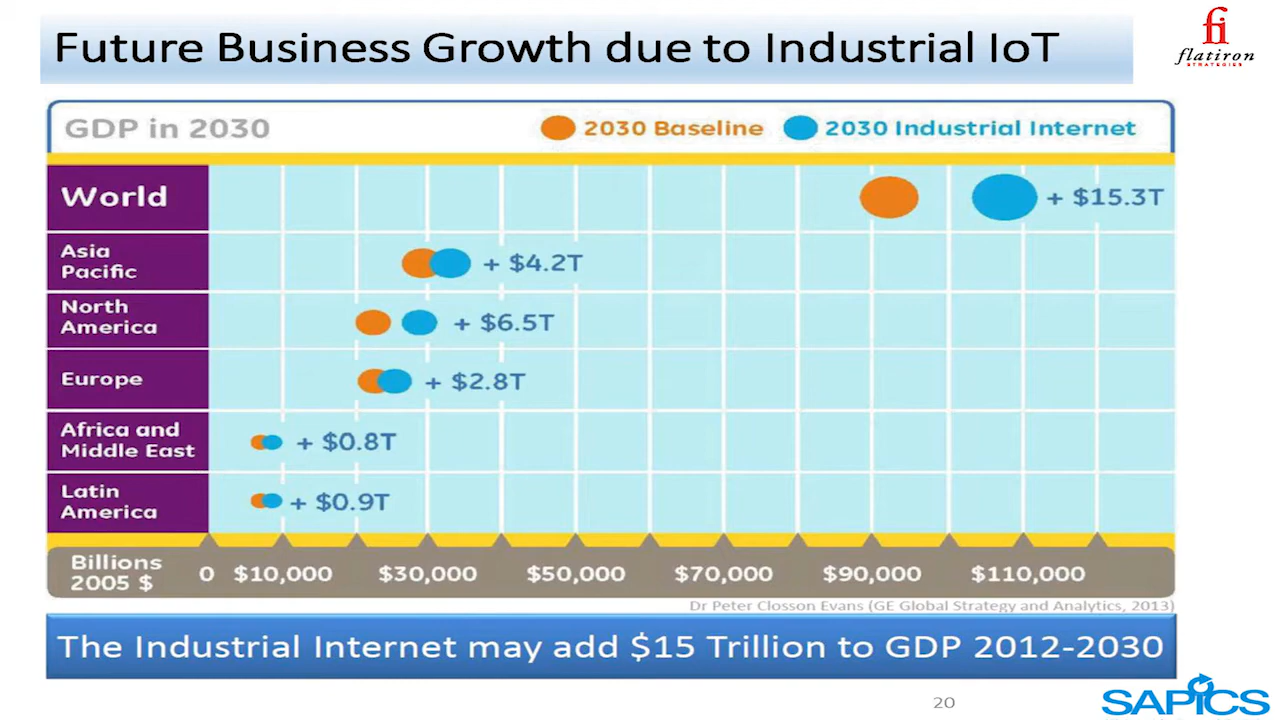 Future Business Growth due to Industrial IoT
fi
flatiron
STRATEGIES
GDP in 2030
2030 Baseline
2030 Industrial Internet
World
+ $15.3T
Asia
Pacific
+ $4.2T
North
America
+ $6.5T
Europe
+ $2.8T
Africa and
Middle East
+ $0.8T
Latin
America
+ $0.9T
Billions
2005 $
0 $10,000 $30,000 $50,000 $70,000 $90,000 $110,000
Dr Peter Closson Evans (GE Global Strategy and Analytics, 2013)
The Industrial Internet may add $15 Trillion to GDP 2012-2030
20
SAPICS